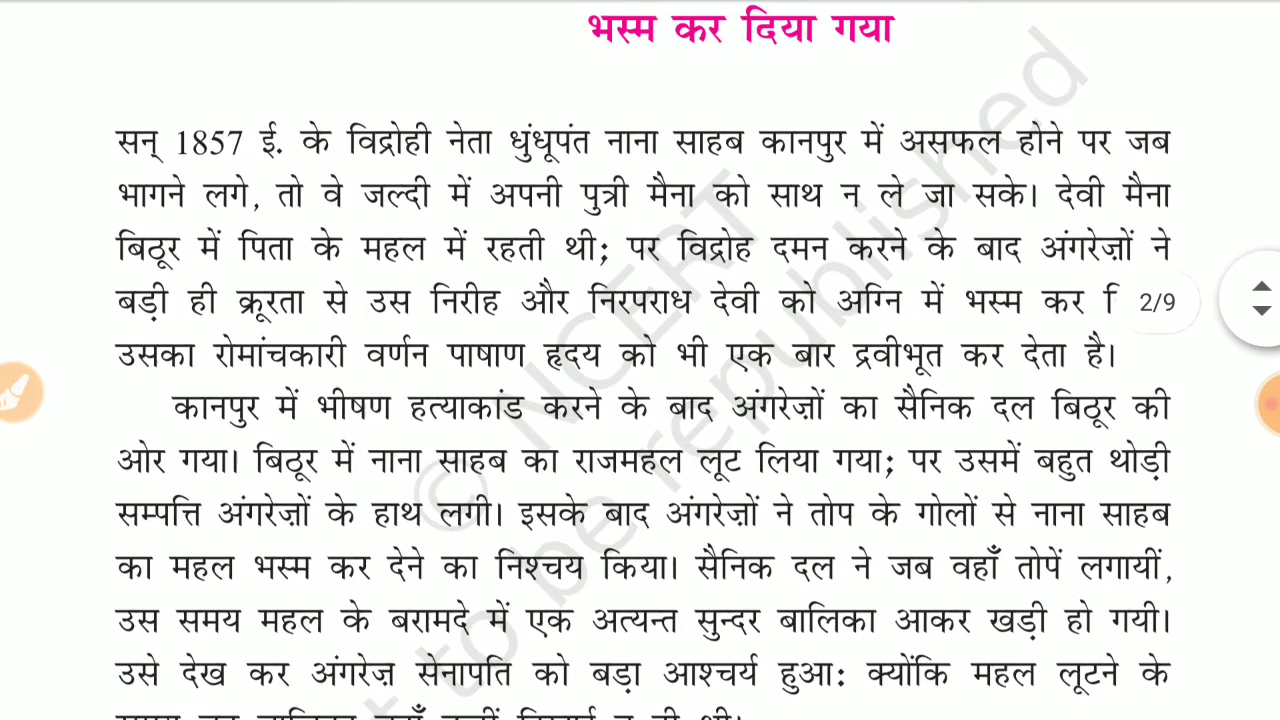 भस्म कर दिया गया
सन् 1857 ई. के विद्रोही नेता धुंधूपंत नाना साहब कानपुर में असफल होने पर जब
भागने लगे, तो वे जल्दी में अपनी पुत्री मैना को साथ न ले जा सके। देवी मैना
बिठूर में पिता के महल में रहती थी; पर विद्रोह दमन करने के बाद अंगरेज़ों ने
बड़ी ही क्रूरता से उस निरीह और निरपराध देवी को अग्नि में भस्म कर
2/9
उसका रोमांचकारी वर्णन पाषाण हृदय को भी एक बार द्रवीभूत कर देता है।
कानपुर में भीषण हत्याकांड करने के बाद अंगरेज़ों का सैनिक दल बिठूर की
ओर गया। बिठूर में नाना साहब का राजमहल लूट लिया गया; पर उसमें बहुत थोड़ी
सम्पत्ति अंगरेज़ों के हाथ लगी। इसके बाद अंगरेज़ों ने तोप के गोलों से नाना साहब
का महल भस्म कर देने का निश्चय किया। सैनिक दल ने जब वहाँ तोपें लगायीं,
उस समय महल के बरामदे में एक अत्यन्त सुन्दर बालिका आकर खड़ी हो गयी।
उसे देख कर अंगरेज़ सेनापति को बड़ा आश्चर्य हुआ: क्योंकि महल लूटने के
© NCERT
t to be republished